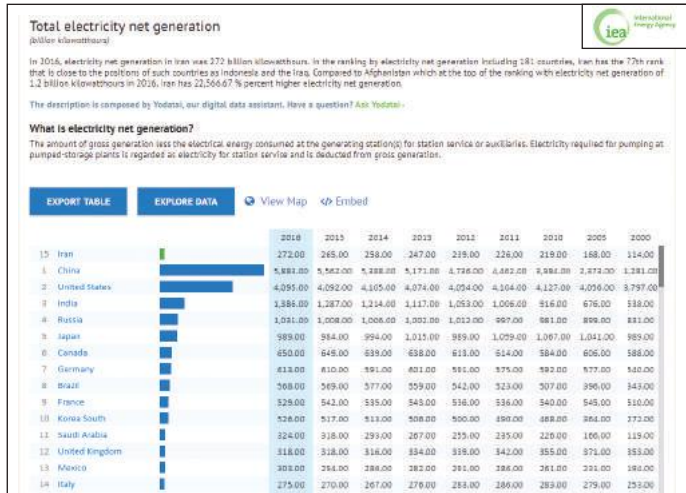 Total electricity net generation
(billion kilowatthours)
iea
International
Energy Agency
In 2016, electricity net generation in Iran was 272 billion kilowatthours. In the ranking by electricity net generation including 181 countries, Iran has the 77th rank
that is close to the positions of such countries as Indonesia and the Iraq. Compared to Afghanistan which at the top of the ranking with electricity net generation of
1.2 billion kilowatthours in 2016, Iran has 22,566.67 % percent higher electricity net generation.
The description is composed by Yodatai, our digital data assistant. Have a question? Ask Yodatai ›
What is electricity net generation?
The amount of gross generation less the electrical energy consumed at the generating station(s) for station service or auxiliaries. Electricity required for pumping at
pumped-storage plants is regarded as electricity for station service and is deducted from gross generation.
EXPORT TABLE EXPLORE DATA View Map </> Embed
2016 2015 2014 2013 2012 2011 2010 2005 2000
15 Iran 272.00 265.00 258.00 247.00 239.00 226.00 219.00 168.00 114.00
1 China 5,883.00 5,562.00 5,388.00 5,171.00 4,736.00 4,462.00 3,984.00 2,373.00 1,281.00
2 United States 4,095.00 4,092.00 4,105.00 4,074.00 4,054.00 4,104.00 4,127.00 4,056.00 3,797.00
3 India 1,386.00 1,287.00 1,214.00 1,117.00 1,053.00 1,006.00 916.00 676.00 538.00
4 Russia 1,031.00 1,008.00 1,006.00 1,002.00 1,012.00 997.00 981.00 899.00 831.00
5 Japan 989.00 984.00 994.00 1,015.00 989.00 1,059.00 1,067.00 1,041.00 989.00
6 Canada 650.00 649.00 639.00 638.00 613.00 614.00 584.00 606.00 588.00
7 Germany 613.00 610.00 591.00 601.00 591.00 575.00 592.00 577.00 540.00
8 Brazil 568.00 569.00 577.00 559.00 542.00 523.00 507.00 396.00 343.00
9 France 529.00 542.00 535.00 545.00 536.00 536.00 540.00 545.00 510.00
10 Korea South 526.00 517.00 513.00 508.00 500.00 490.00 468.00 364.00 272.00
11 Saudi Arabia 324.00 318.00 293.00 267.00 255.00 235.00 226.00 166.00 119.00
12 United Kingdom 318.00 318.00 316.00 334.00 339.00 342.00 355.00 371.00 353.00
13 Mexico 303.00 294.00 286.00 282.00 281.00 286.00 261.00 231.00 194.00
14 Italy 275.00 270.00 267.00 276.00 283.00 286.00 283.00 279.00 253.00